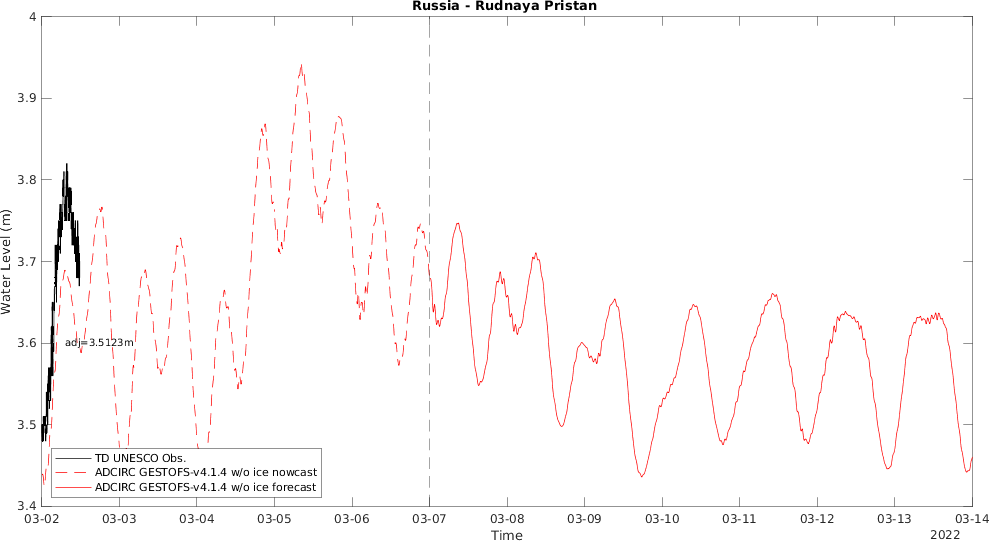 Russia - Rudnaya Pristan
4
3.9
3.8
3.7
3.6
3.5
3.4
Water Level (m)
adj=3.5123m
TD UNESCO Obs.
ADCIRC GESTOFS-v4.1.4 w/o ice nowcast
ADCIRC GESTOFS-v4.1.4 w/o ice forecast
03-02 03-03 03-04 03-05 03-06 03-07 03-08 03-09 03-10 03-11 03-12 03-13 03-14
Time
2022